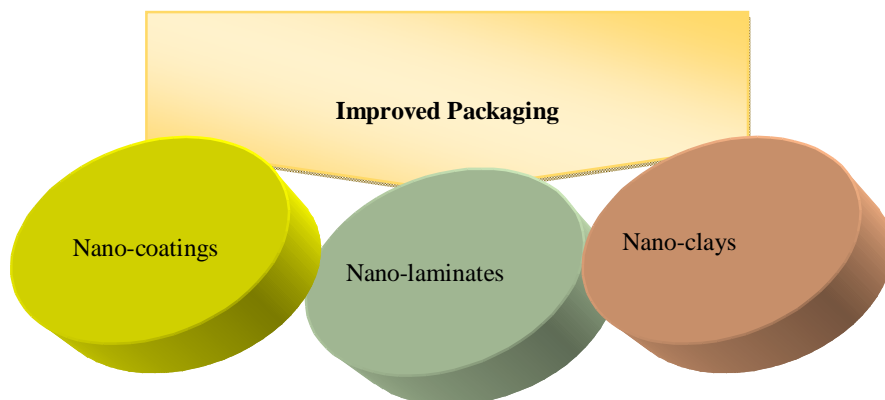 Improved Packaging
Nano-coatings
Nano-laminates
Nano-clays